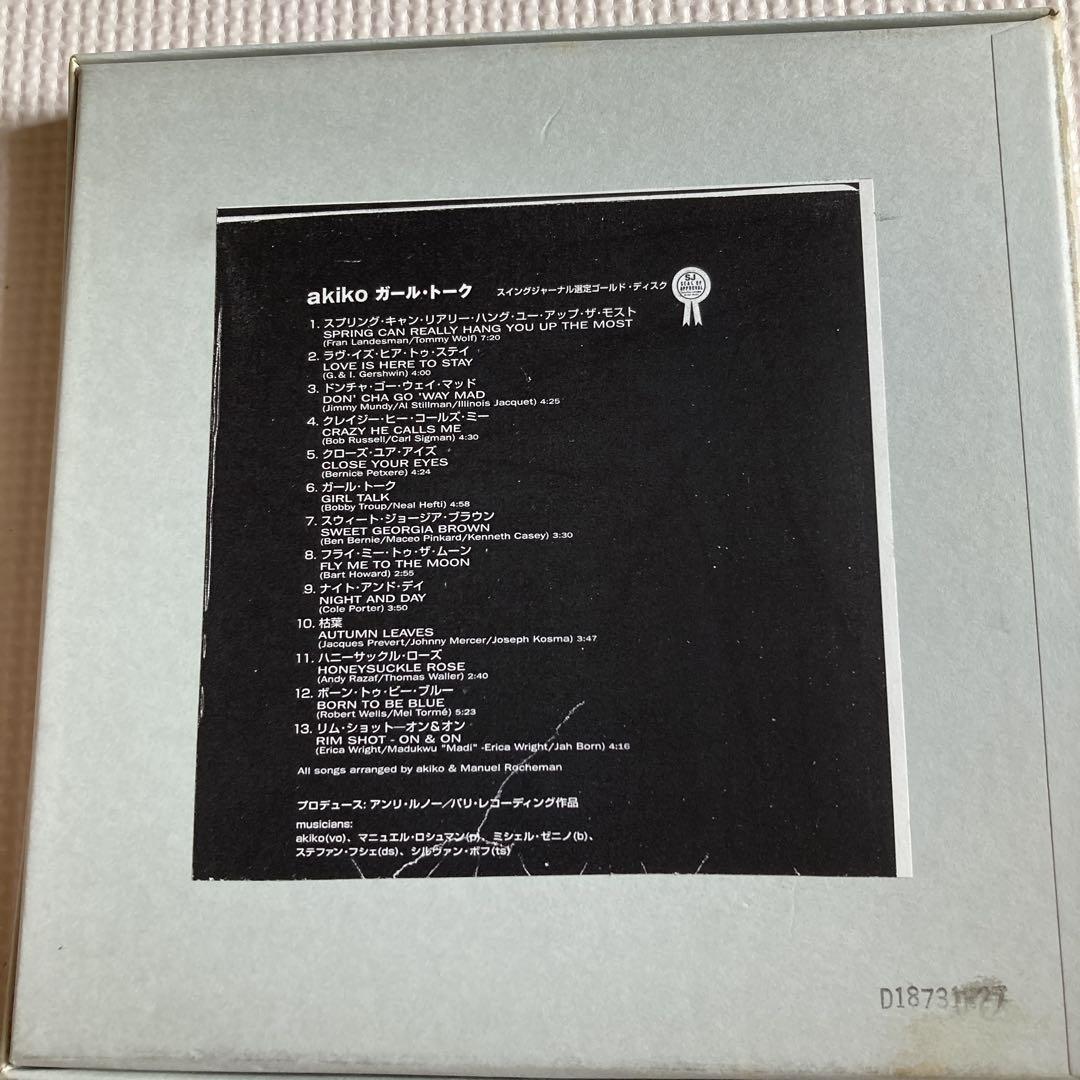 akiko ガール・トーク スイングジャーナル選定ゴールド・ディスク
SJ
SEAL OF
APPROVAL
1. スプリング・キャン・リアリー・ハング・ユー・アップ・ザ・モスト
SPRING CAN REALLY HANG YOU UP THE MOST
(Fran Landesman/Tommy Wolf) 7:20
2. ラヴ・イズ・ヒア・トゥ・ステイ
LOVE IS HERE TO STAY
(G. & I. Gershwin) 4:00
3. ドンチャ・ゴー・ウェイ・マッド
DON' CHA GO 'WAY MAD
(Jimmy Mundy/Al Stillman/Illinois Jacquet) 4:25
4. クレイジー・ヒー・コールズ・ミー
CRAZY HE CALLS ME
(Bob Russell/Carl Sigman) 4:30
5. クローズ・ユア・アイズ
CLOSE YOUR EYES
(Bernice Petxere) 4:24
6. ガール・トーク
GIRL TALK
(Bobby Troup/Neal Hefti) 4:58
7. スウィート・ジョージア・ブラウン
SWEET GEORGIA BROWN
(Ben Bernie/Maceo Pinkard/Kenneth Casey) 3:30
8. フライ・ミー・トゥ・ザ・ムーン
FLY ME TO THE MOON
(Bart Howard) 2:55
9. ナイト・アンド・デイ
NIGHT AND DAY
(Cole Porter) 3:50
10. 枯葉
AUTUMN LEAVES
(Jacques Prevert/Johnny Mercer/Joseph Kosma) 3:47
11. ハニーサックル・ローズ
HONEYSUCKLE ROSE
(Andy Razaf/Thomas Waller) 2:40
12. ボーン・トゥ・ビー・ブルー
BORN TO BE BLUE
(Robert Wells/Mel Tormé) 5:23
13. リム・ショット―オン&オン
RIM SHOT - ON & ON
(Erica Wright/Madukwu "Madi" -Erica Wright/Jah Born) 4:16
All songs arranged by akiko & Manuel Rocheman
プロデュース: アンリ・ルノー/パリ・レコーディング作品
musicians:
akiko(vo)、マニュエル・ロシュマン(p)、ミシェル・ゼニノ(b)、
ステファン・フシェ(ds)、シルヴァン・ボフ(ts)
D18731